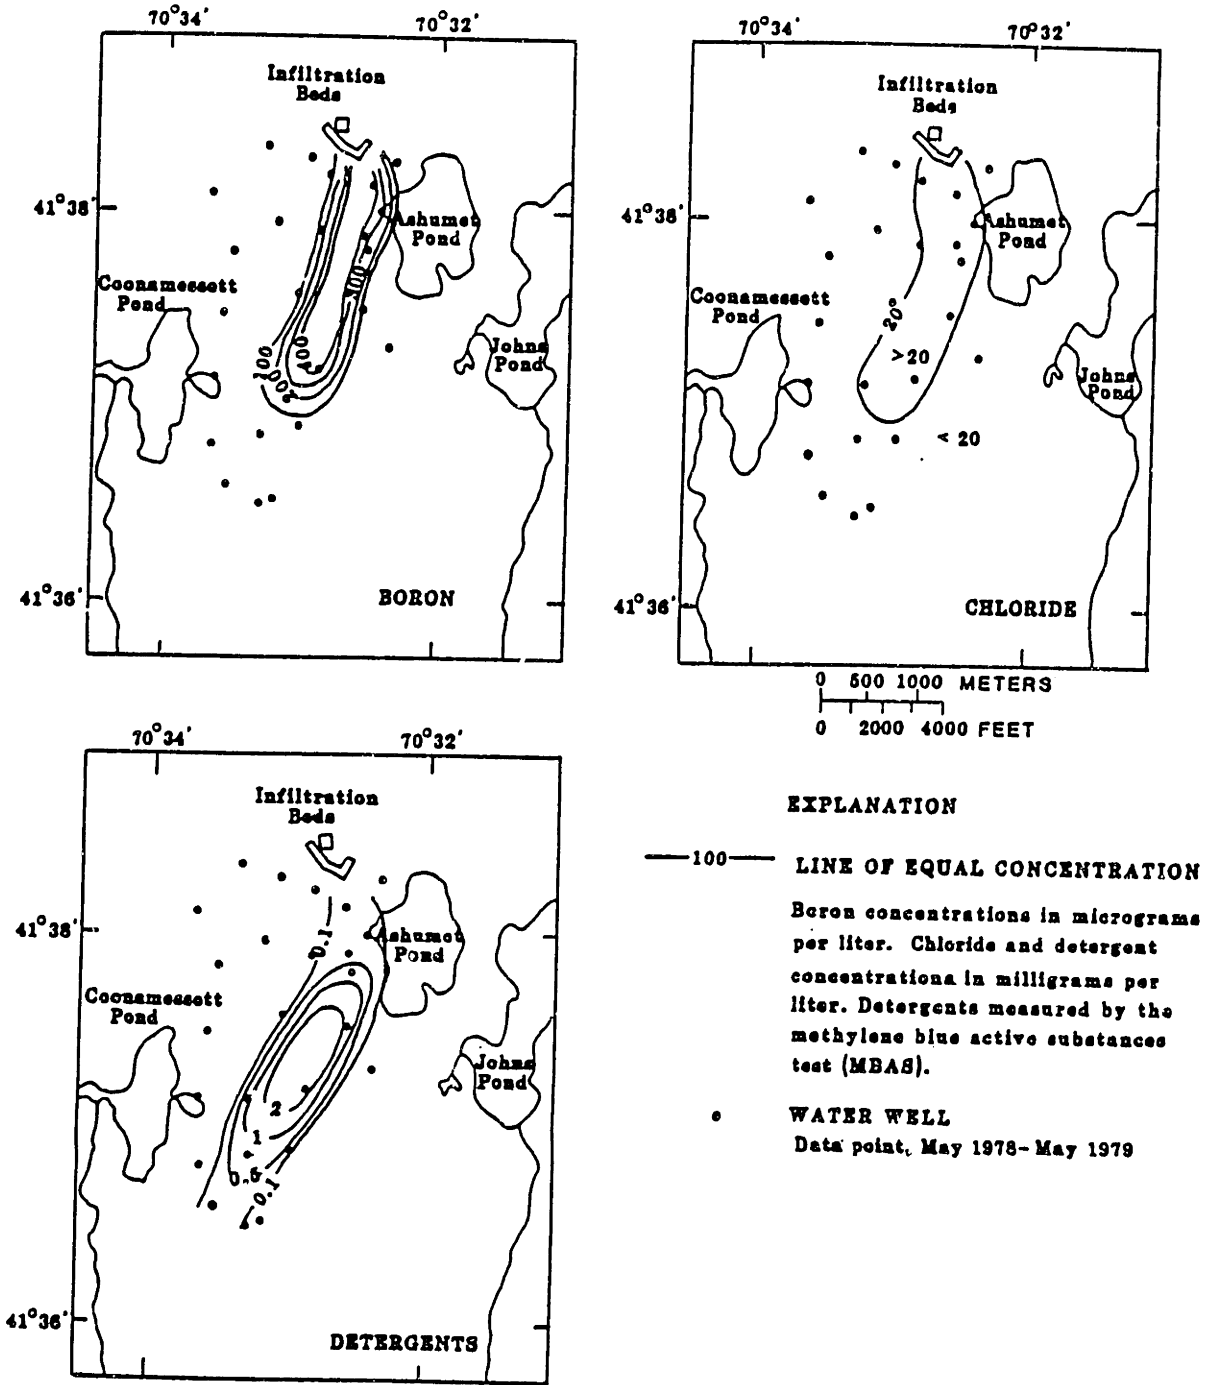 70°34'
70°32'
Infiltration
Beds
41°38'
Ashumet
Pond
Coonamessett
Pond
Johns
Pond
100
400
100
41°36'
BORON
70°34'
70°32'
Infiltration
Beds
41°38'
Ashumet
Pond
Coonamessett
Pond
20
> 20
Johns
Pond
< 20
41°36'
CHLORIDE
0 500 1000 METERS
0 2000 4000 FEET
70°34'
70°32'
Infiltration
Beds
41°38'
0.1
Ashumet
Pond
Coonamessett
Pond
Johns
Pond
2
1
0.5
0.1
41°36'
DETERGENTS
EXPLANATION
100
LINE OF EQUAL CONCENTRATION
Boron concentrations in micrograms
per liter. Chloride and detergent
concentrations in milligrams per
liter. Detergents measured by the
methylene blue active substances
test (MBAS).
WATER WELL
Data point, May 1978-May 1979